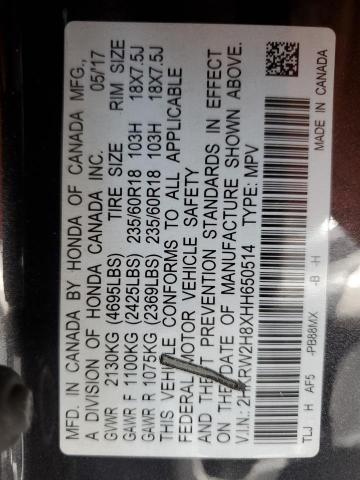 MFD. IN CANADA BY HONDA OF CANADA MFG.,
A DIVISION OF HONDA CANADA INC. 05/17
GVWR 2130KG (4695LBS) TIRE SIZE RIM SIZE
GAWR F 1100KG (2425LBS) 235/60R18 103H 18X7.5J
GAWR R 1075KG (2369LBS) 235/60R18 103H 18X7.5J
THIS VEHICLE CONFORMS TO ALL APPLICABLE
FEDERAL MOTOR VEHICLE SAFETY
AND THEFT PREVENTION STANDARDS IN EFFECT
ON THE DATE OF MANUFACTURE SHOWN ABOVE.
V.I.N.: 2HKRW2H8XHH650514 TYPE: MPV
TLJ H AF5 -PB88MX -B -H MADE IN CANADA